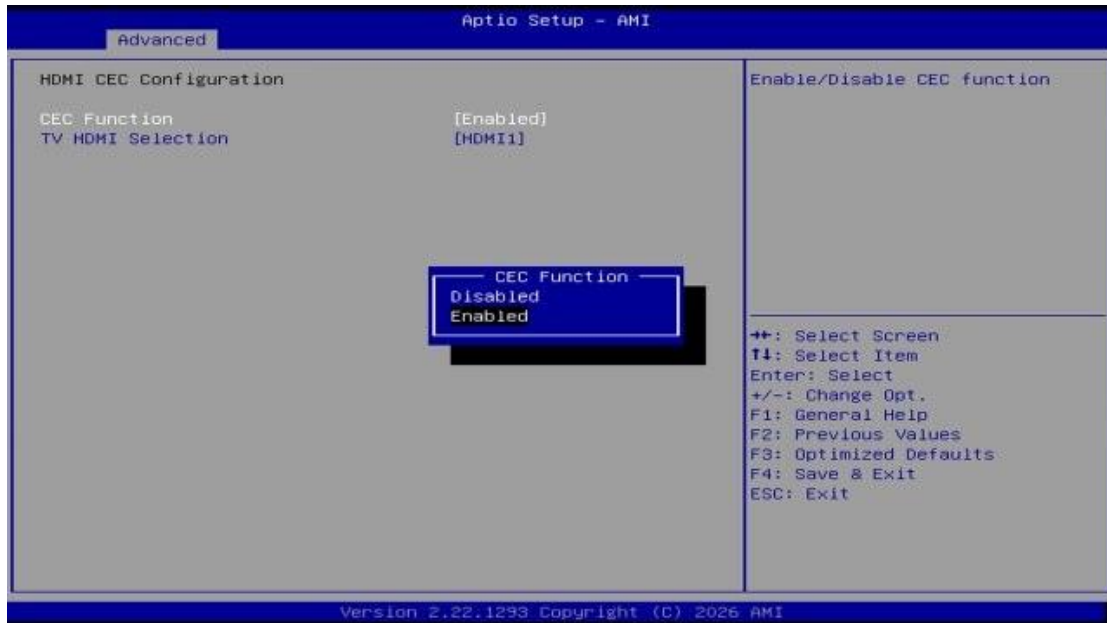 Aptio Setup - AMI
Advanced
HDMI CEC Configuration
CEC Function [Enabled]
TV HDMI Selection [HDMI1]
CEC Function
Disabled
Enabled
Enable/Disable CEC function
→←: Select Screen
↑↓: Select Item
Enter: Select
+/-: Change Opt.
F1: General Help
F2: Previous Values
F3: Optimized Defaults
F4: Save & Exit
ESC: Exit
Version 2.22.1293 Copyright (C) 2026 AMI